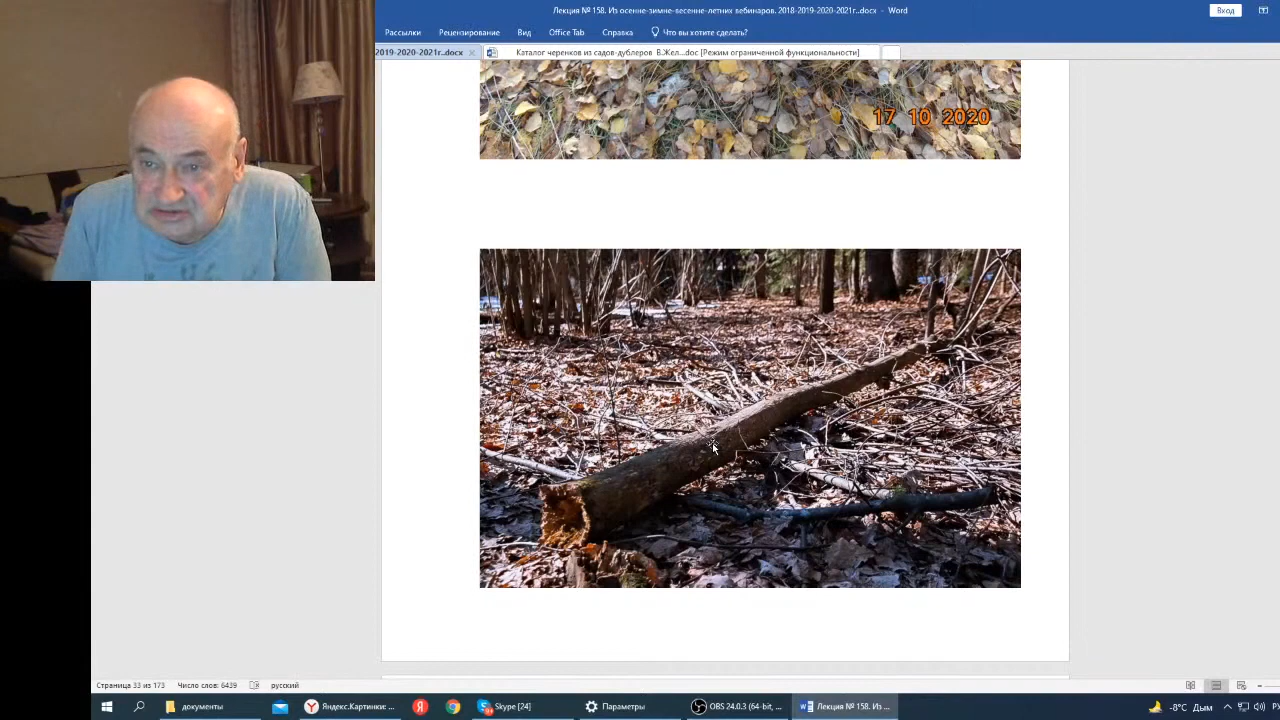 Лекция № 158. Из осенне-зимне-весенне-летних вебинаров. 2018-2019-2020-2021г..docx - Word
Вход
Рассылки Рецензирование Вид Office Tab Справка Что вы хотите сделать?
2019-2020-2021г..docx
Каталог черенков из садов-дублеров В.Жел...doc [Режим ограниченной функциональности]
17 10 2020
Страница 33 из 173 Число слов: 6439 русский
документы
Яндекс.Картинки: ...
Я
Skype [24]
Параметры
OBS 24.0.3 (64-bit, ...
Лекция № 158. Из ...
-8°C Дым